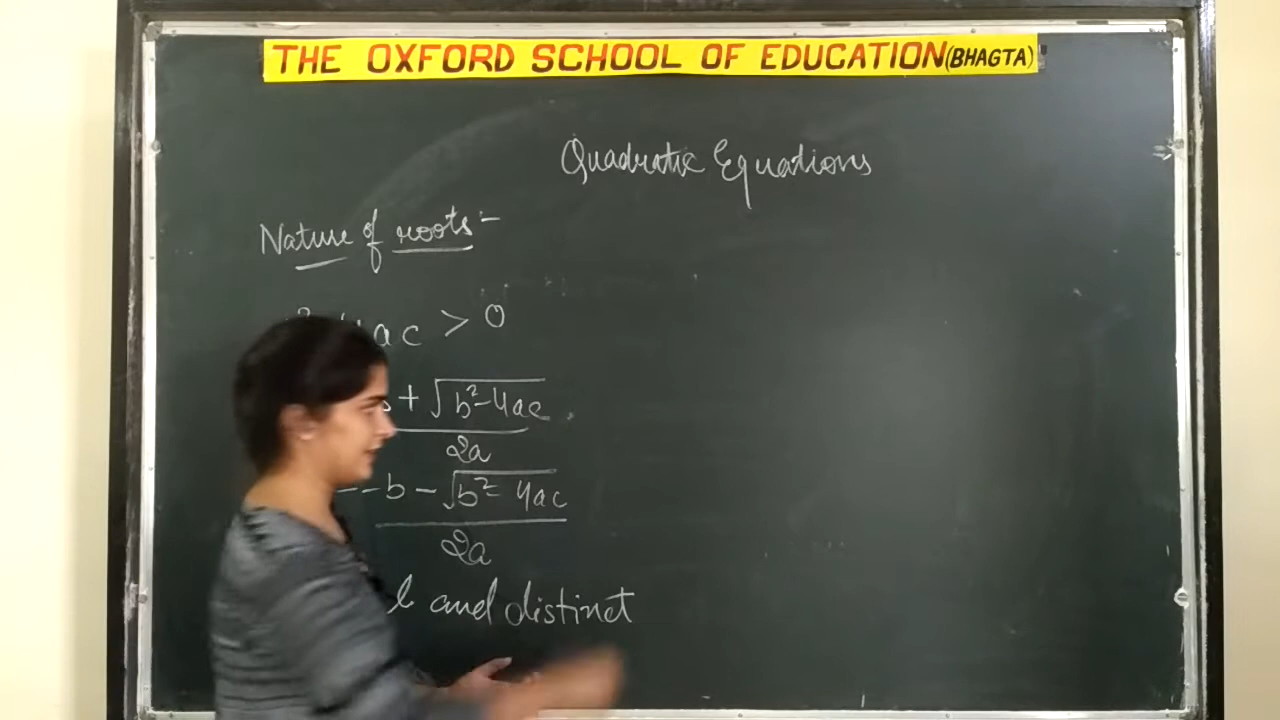 THE OXFORD SCHOOL OF EDUCATION(BHAGTA)
Quadratic Equations
Nature of roots:-
ac > 0
+ √b²-4ac
2a
-b - √b²-4ac
2a
and distinct